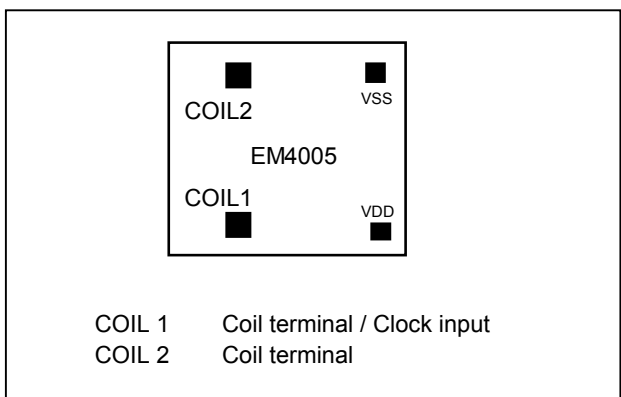 COIL2
VSS
EM4005
COIL1
VDD
COIL 1 Coil terminal / Clock input
COIL 2 Coil terminal